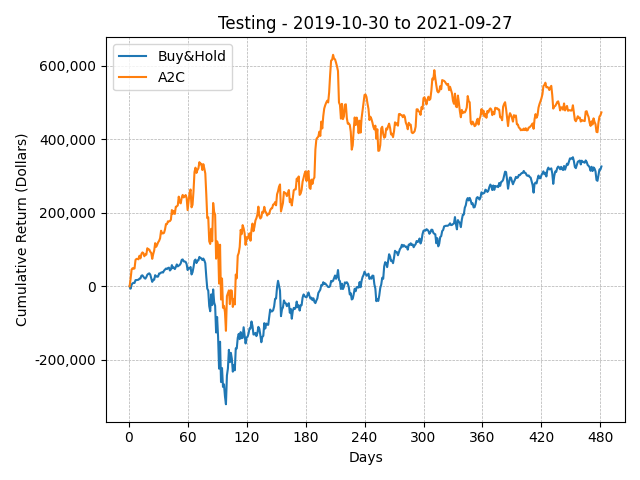 Testing - 2019-10-30 to 2021-09-27
Buy&Hold
A2C
Cumulative Return (Dollars)
600,000
400,000
200,000
0
-200,000
0 60 120 180 240 300 360 420 480
Days